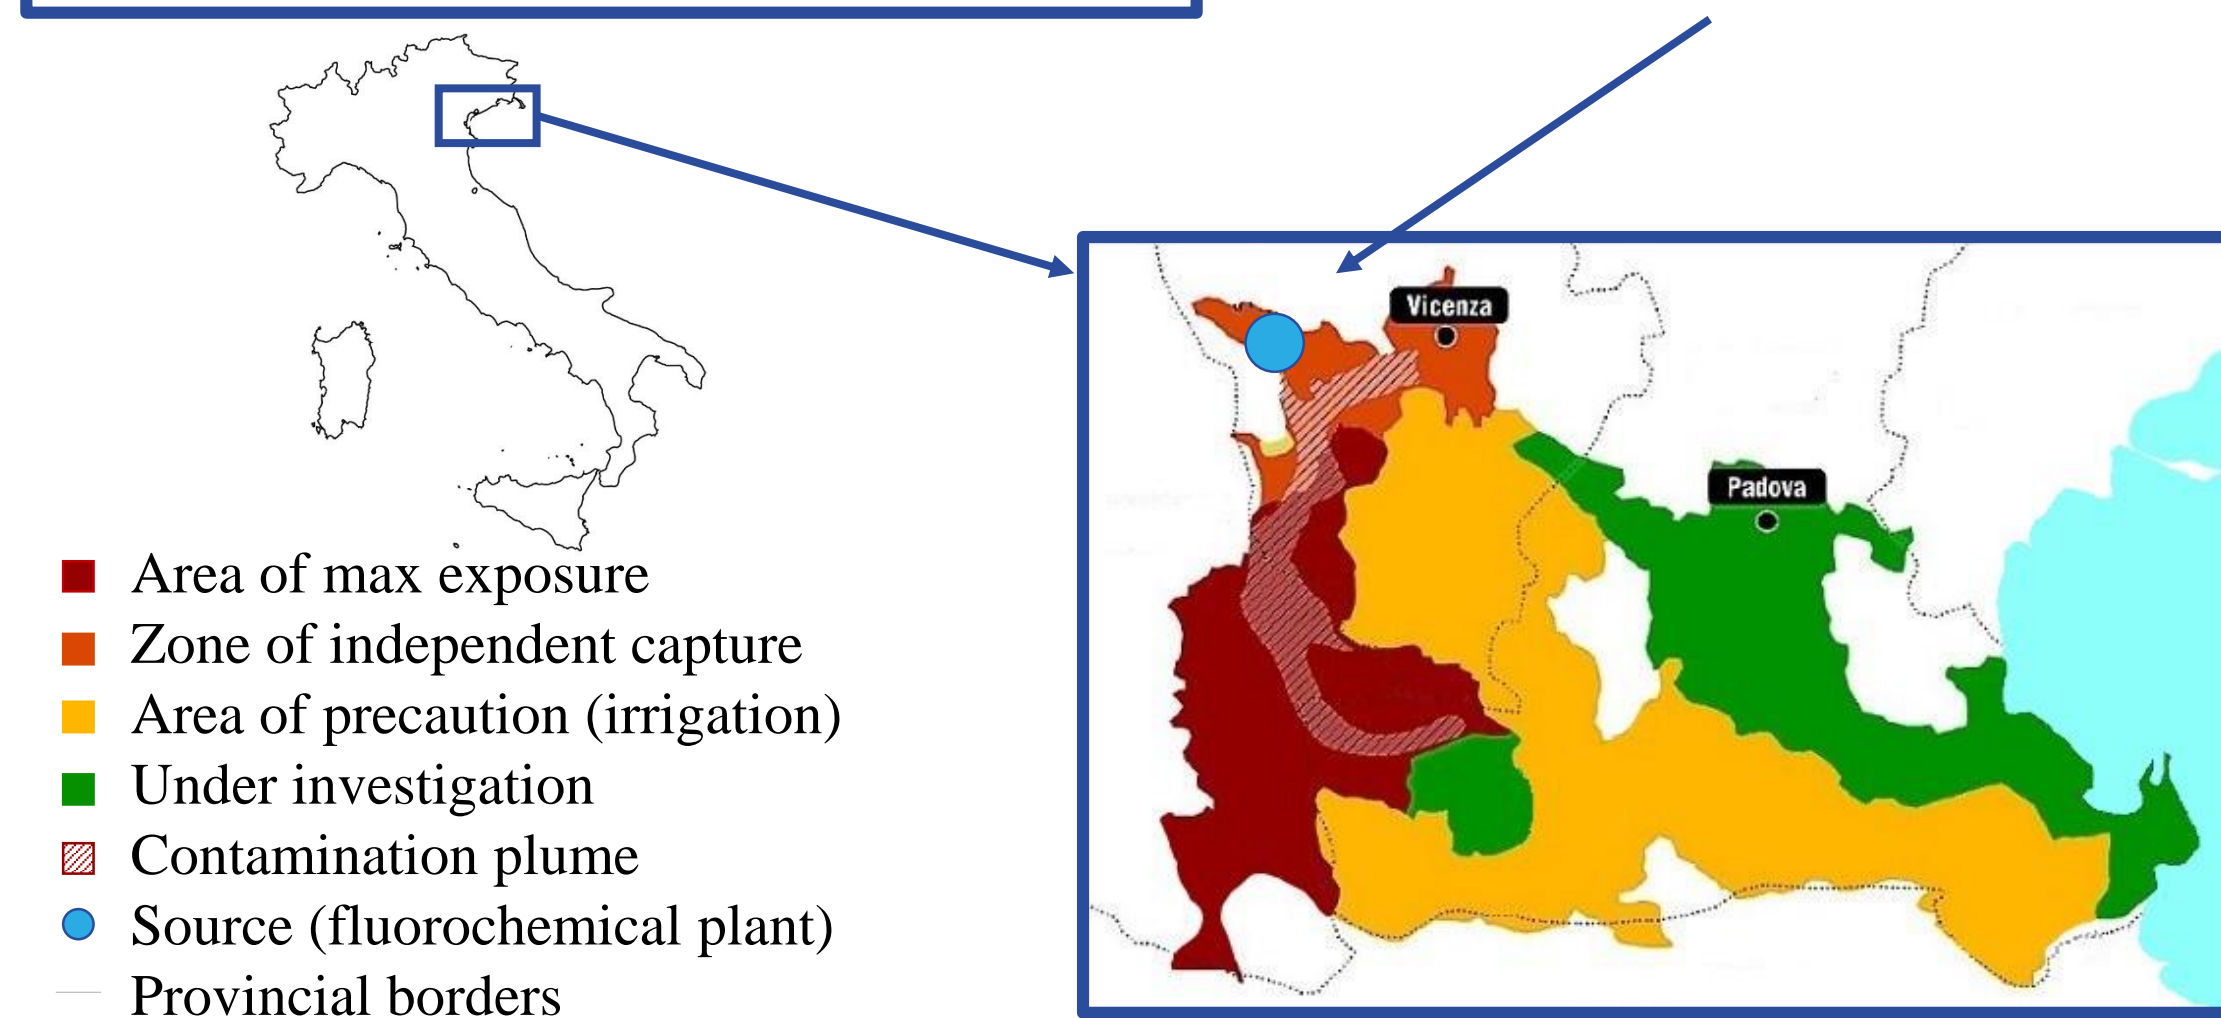 Vicenza
Padova
Area of max exposure
Zone of independent capture
Area of precaution (irrigation)
Under investigation
Contamination plume
Source (fluorochemical plant)
Provincial borders